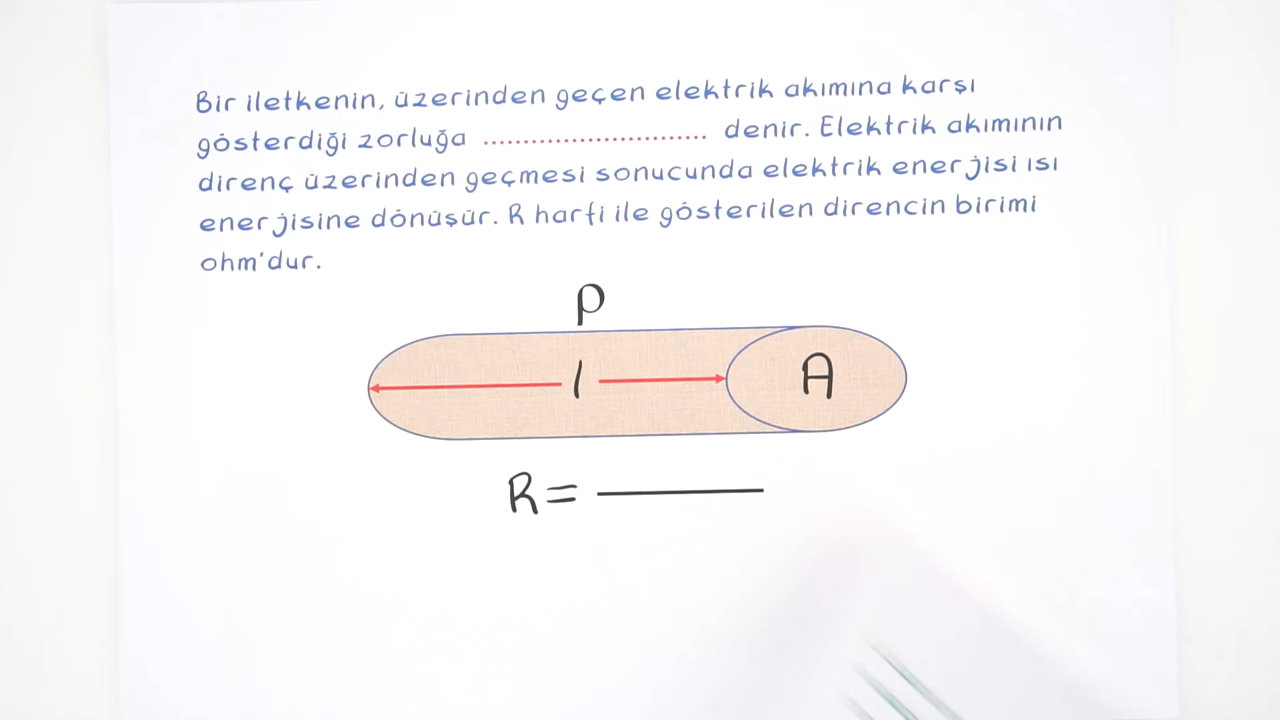 Bir iletkenin, üzerinden geçen elektrik akımına karşı
gösterdiği zorluğa .............................. denir. Elektrik akımının
direnç üzerinden geçmesi sonucunda elektrik enerjisi ısı
enerjisine dönüşür. R harfi ile gösterilen direncin birimi
ohm'dur.
ρ
l
A
R =